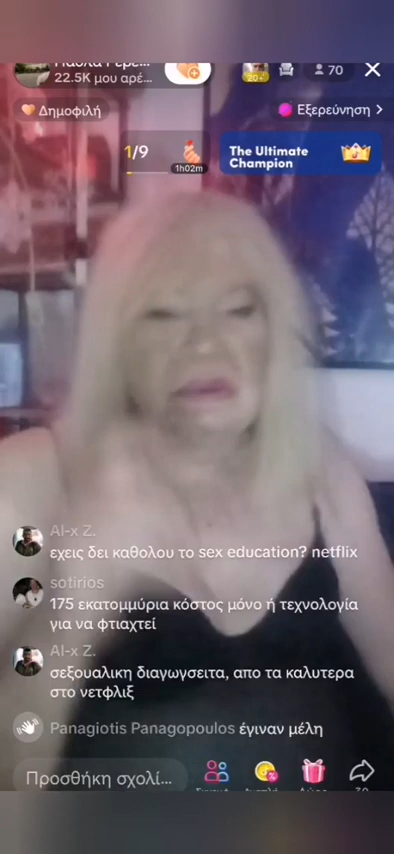 22.5K μου αρέ...
20+
70
Δημοφιλή
Εξερεύνηση >
1/9
1h02m
The Ultimate
Champion
Al-x Z.
εχεις δει καθολου το sex education? netflix
sotirios
175 εκατομμύρια κόστος μόνο ή τεχνολογία
για να φτιαχτεί
Al-x Z.
σεξουαλικη διαγωγσειτα, απο τα καλυτερα
στο νετφλιξ
Panagiotis Panagopoulos έγιναν μέλη
Προσθήκη σχολί...